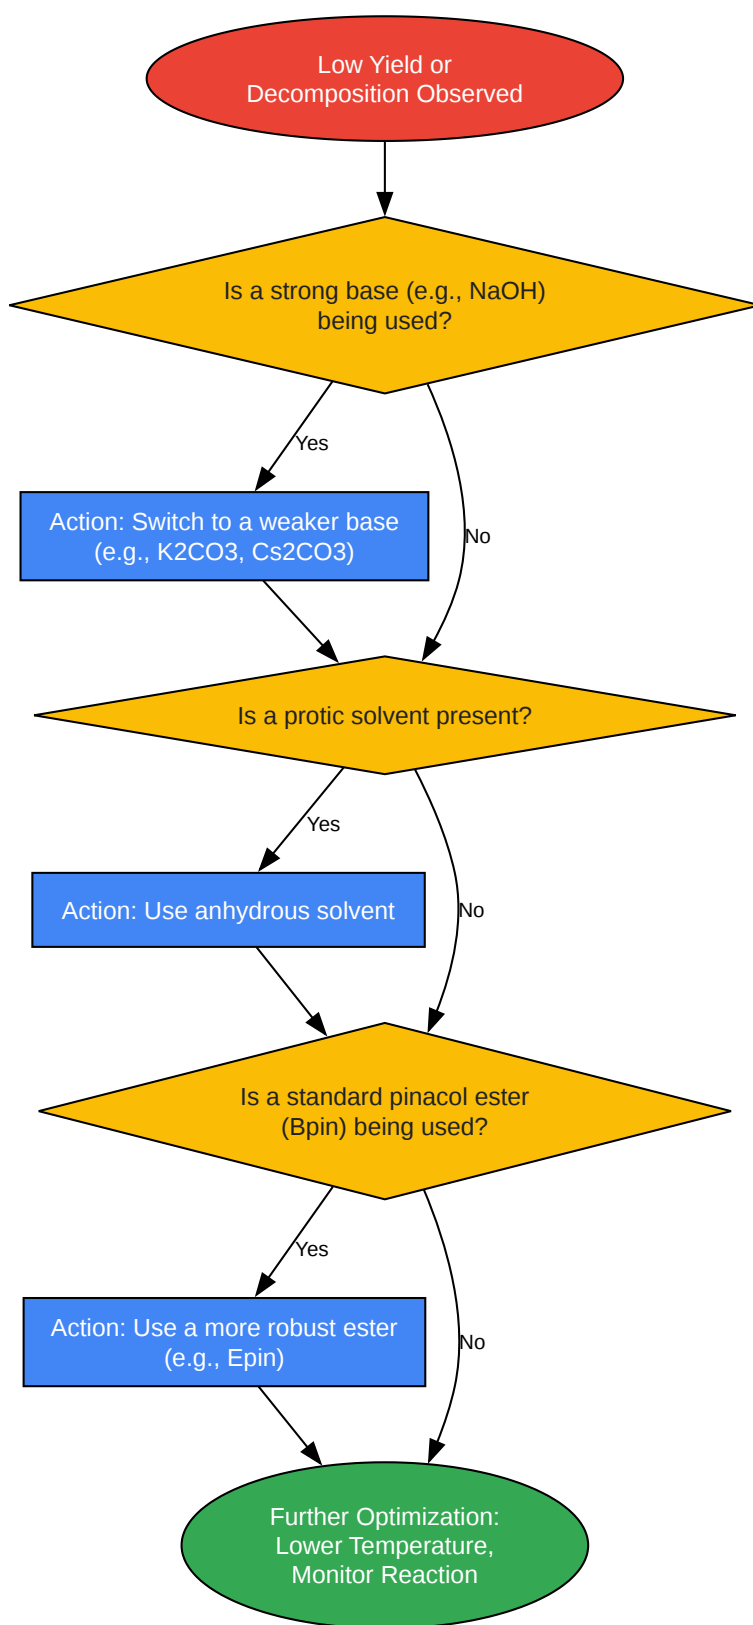 Low Yield or
Decomposition Observed
Is a strong base (e.g., NaOH)
being used?
Yes
Action: Switch to a weaker base
(e.g., K2CO3, Cs2CO3)
No
Is a protic solvent present?
Yes
Action: Use anhydrous solvent
No
Is a standard pinacol ester
(Bpin) being used?
Yes
Action: Use a more robust ester
(e.g., Epin)
No
Further Optimization:
Lower Temperature,
Monitor Reaction